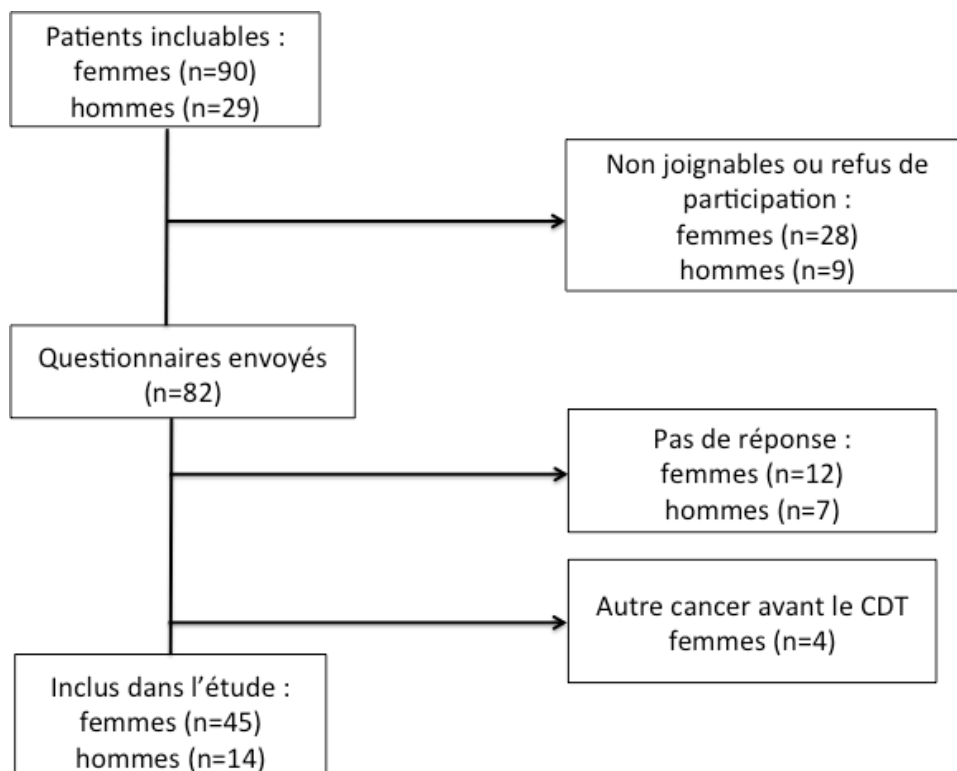 Patients incluables :
femmes (n=90)
hommes (n=29)
Non joignables ou refus de
participation :
femmes (n=28)
hommes (n=9)
Questionnaires envoyés
(n=82)
Pas de réponse :
femmes (n=12)
hommes (n=7)
Autre cancer avant le CDT
femmes (n=4)
Inclus dans l'étude :
femmes (n=45)
hommes (n=14)